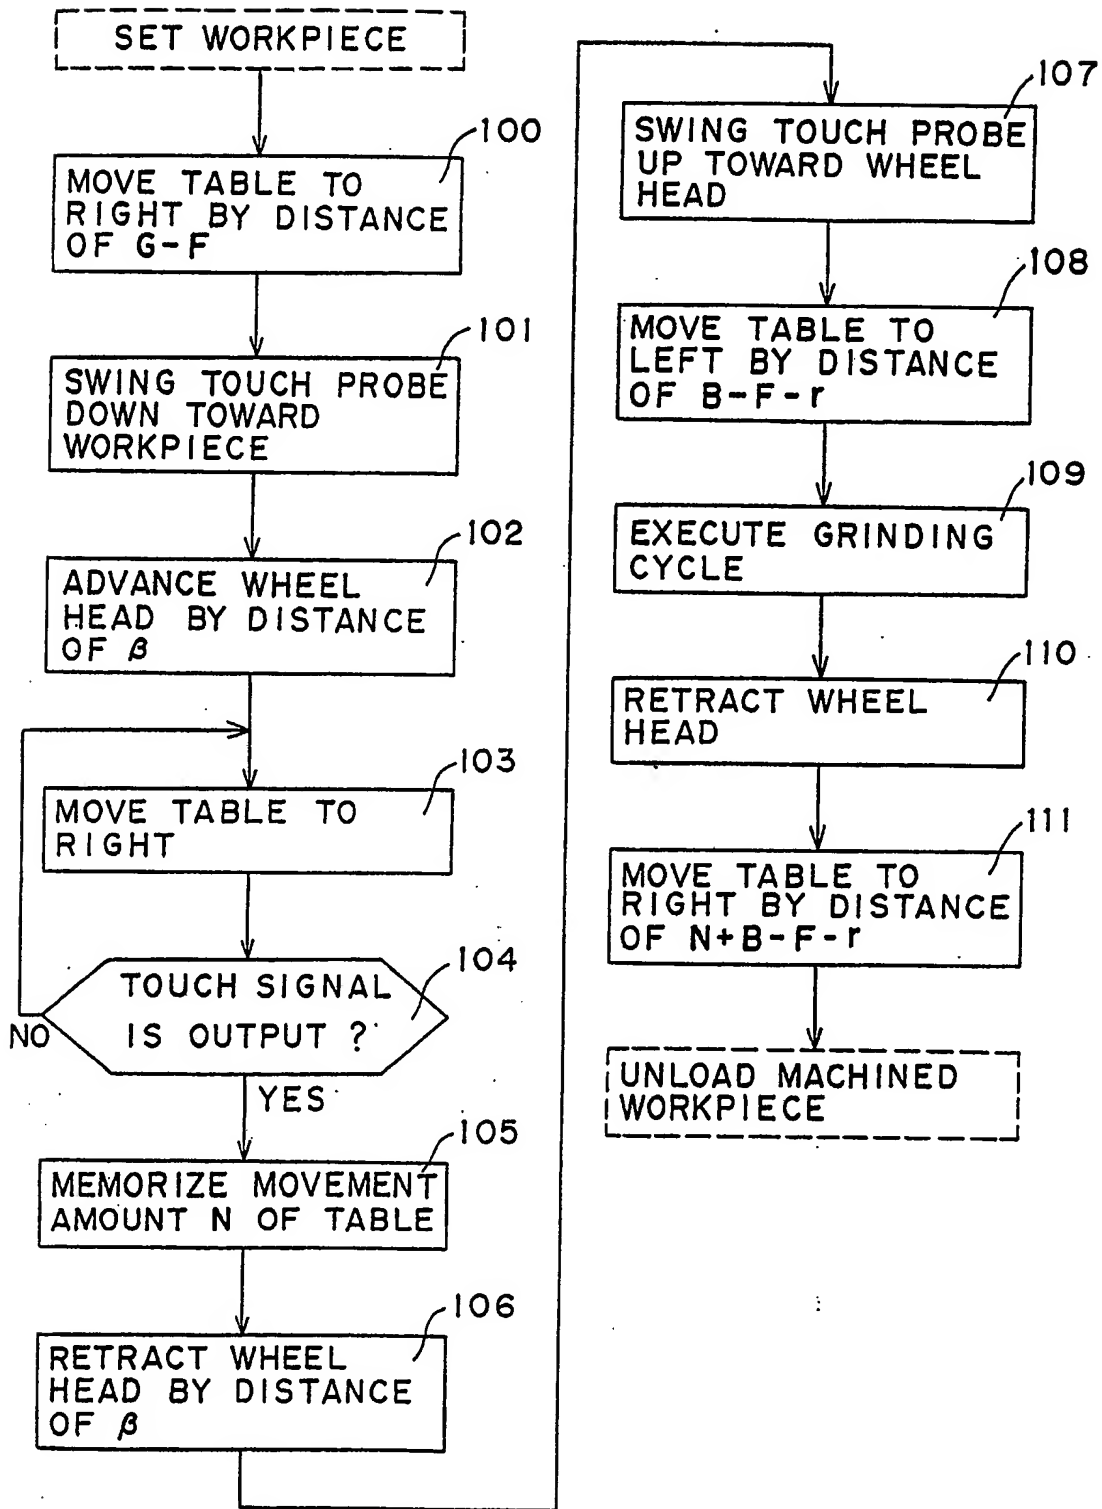 SET WORKPIECE
100
MOVE TABLE TO
RIGHT BY DISTANCE
OF G-F
101
SWING TOUCH PROBE
DOWN TOWARD
WORKPIECE
102
ADVANCE WHEEL
HEAD BY DISTANCE
OF β
103
MOVE TABLE TO
RIGHT
104
TOUCH SIGNAL
IS OUTPUT ?
NO
YES
105
MEMORIZE MOVEMENT
AMOUNT N OF TABLE
106
RETRACT WHEEL
HEAD BY DISTANCE
OF β
107
SWING TOUCH PROBE
UP TOWARD WHEEL
HEAD
108
MOVE TABLE TO
LEFT BY DISTANCE
OF B-F-r
109
EXECUTE GRINDING
CYCLE
110
RETRACT WHEEL
HEAD
111
MOVE TABLE TO
RIGHT BY DISTANCE
OF N+B-F-r
UNLOAD MACHINED
WORKPIECE